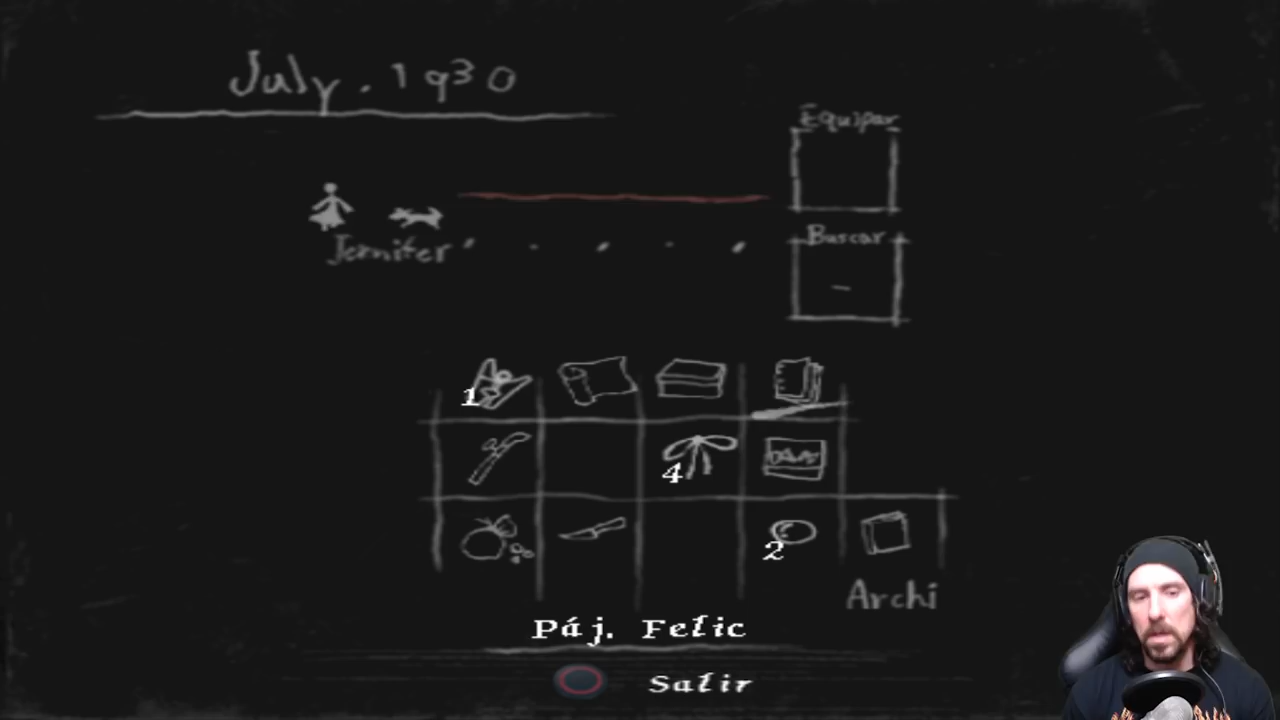 July. 1930
Equipar
Jennifer
Buscar
1
4
2
Archi
Páj. Felic
Salir